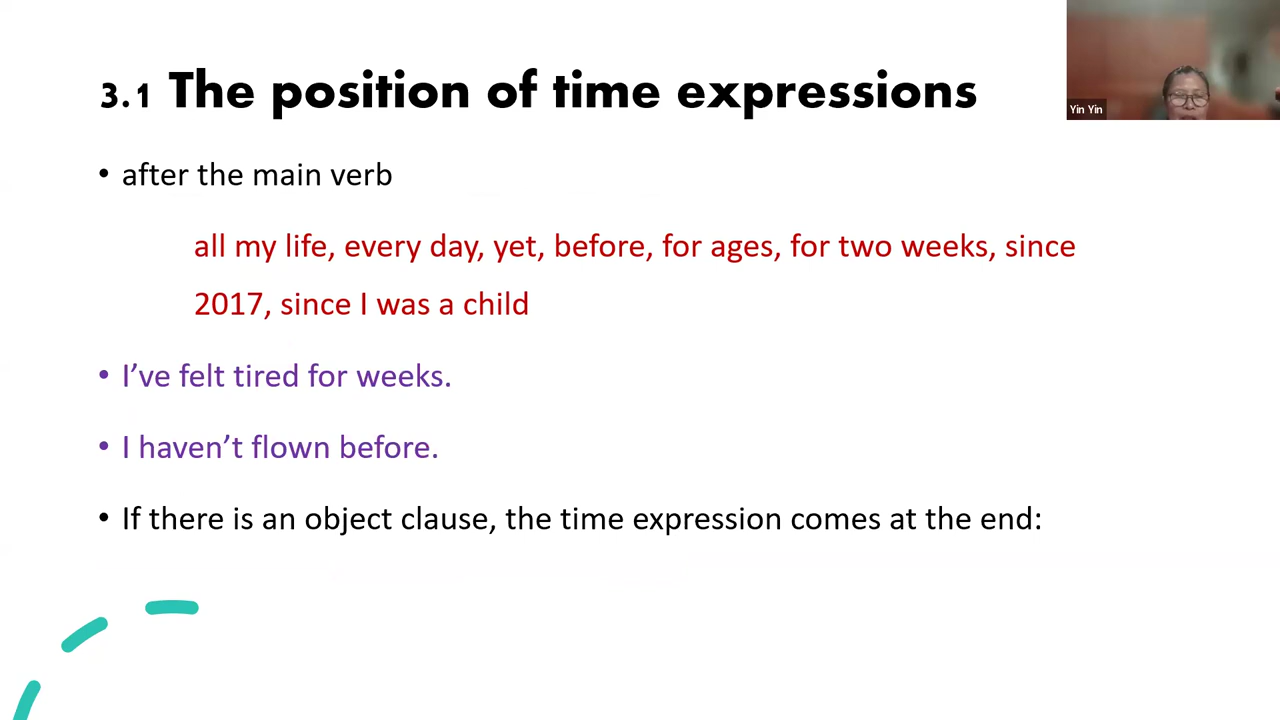 3.1 The position of time expressions
Yin Yin
• after the main verb
all my life, every day, yet, before, for ages, for two weeks, since
2017, since I was a child
• I’ve felt tired for weeks.
• I haven’t flown before.
• If there is an object clause, the time expression comes at the end: